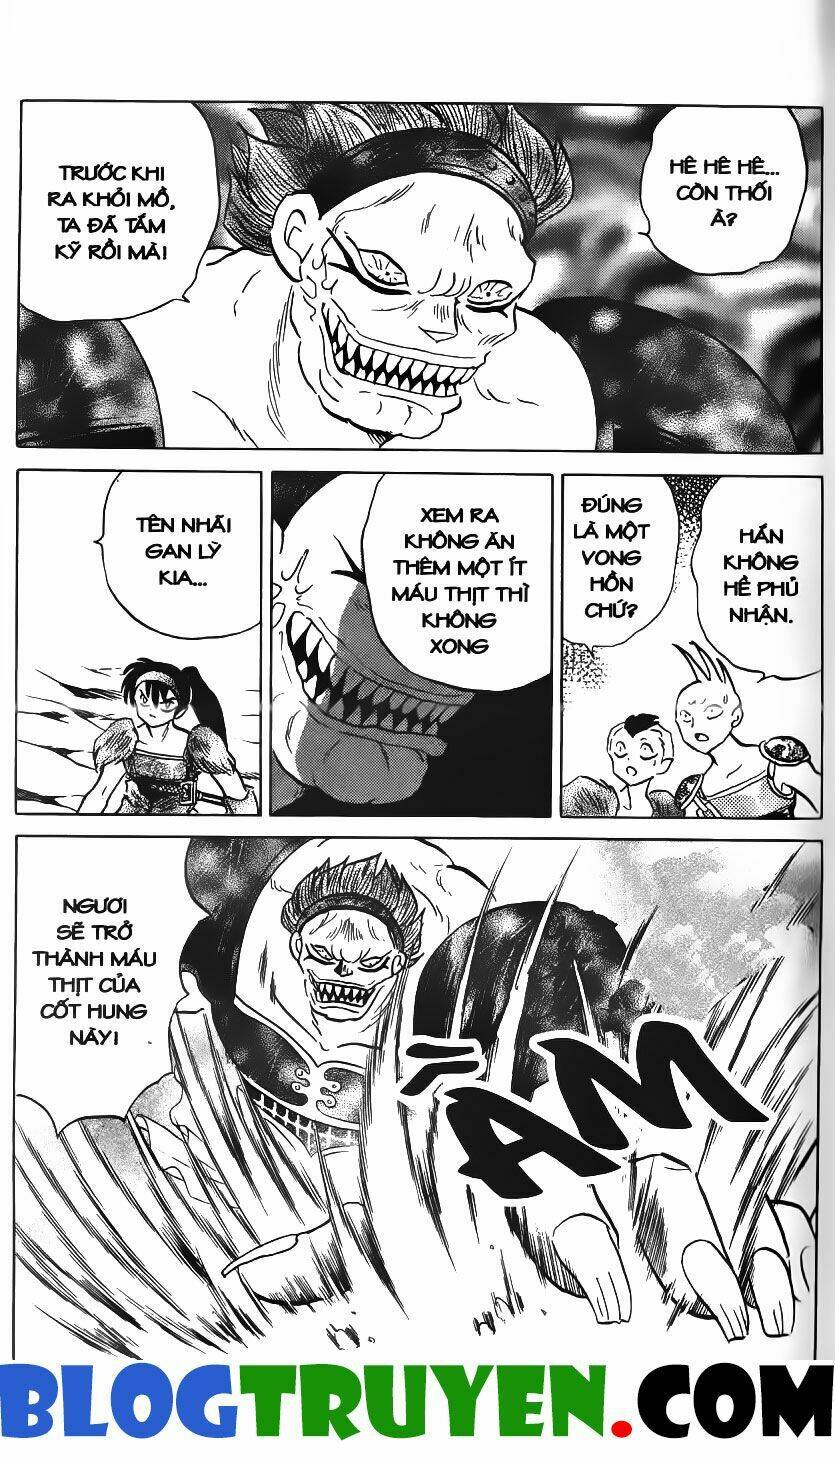 HÊ HÊ HÊ...
CÒN THỐI
À?
TRƯỚC KHI
RA KHỎI MỒ,
TA ĐÃ TẮM
KỸ RỒI MÀ!
HẮN
KHÔNG
HỀ PHỦ
NHẬN.
ĐÚNG
LÀ MỘT
VONG
HỒN
CHỨ?
XEM RA
KHÔNG ĂN
THÊM MỘT ÍT
MÁU THỊT THÌ
KHÔNG
XONG
TÊN NHÃI
GAN LỲ
KIA...
NGƯƠI
SẼ TRỞ
THÀNH MÁU
THỊT CỦA
CỐT HUNG
NÀY!
ẦM
BLOGTRUYEN.COM